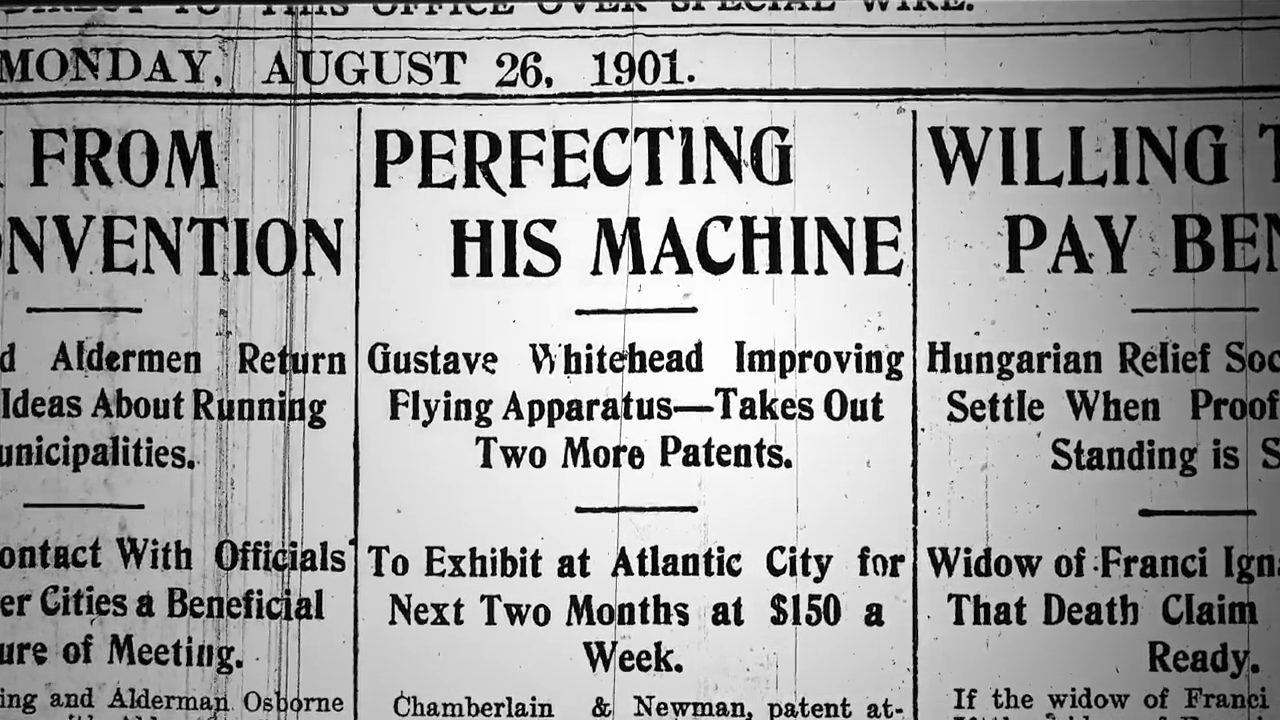 DIRECT TO THIS OFFICE OVER SPECIAL WIRE.
MONDAY, AUGUST 26, 1901.
FROM
NVENTION
d Aldermen Return
Ideas About Running
unicipalities.
ontact With Officials
er Cities a Beneficial
ure of Meeting.
ing and Alderman Osborne
PERFECTING
HIS MACHINE
Gustave Whitehead Improving
Flying Apparatus—Takes Out
Two More Patents.
To Exhibit at Atlantic City for
Next Two Months at $150 a
Week.
Chamberlain & Newman, patent at-
WILLING T
PAY BEN
Hungarian Relief Soc
Settle When Proof
Standing is S
Widow of Franci Ign
That Death Claim
Ready.
If the widow of Franci